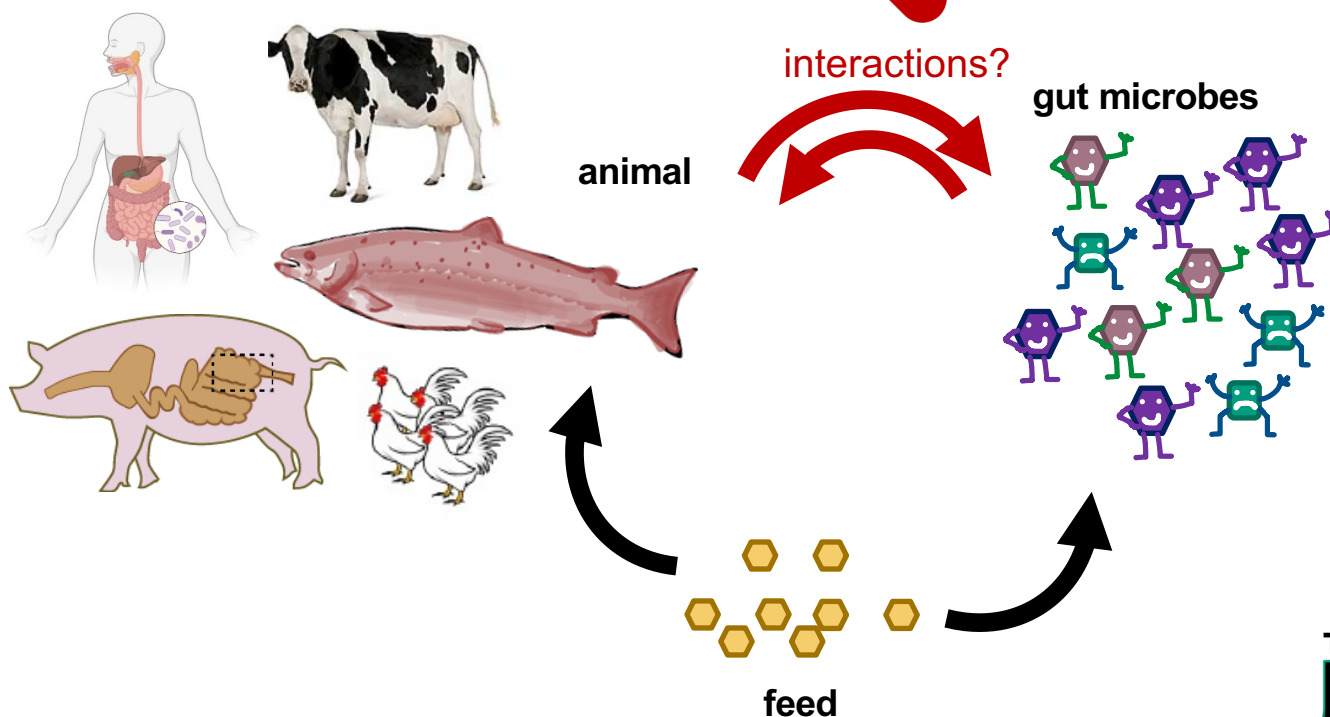 interactions?
gut microbes
animal
feed